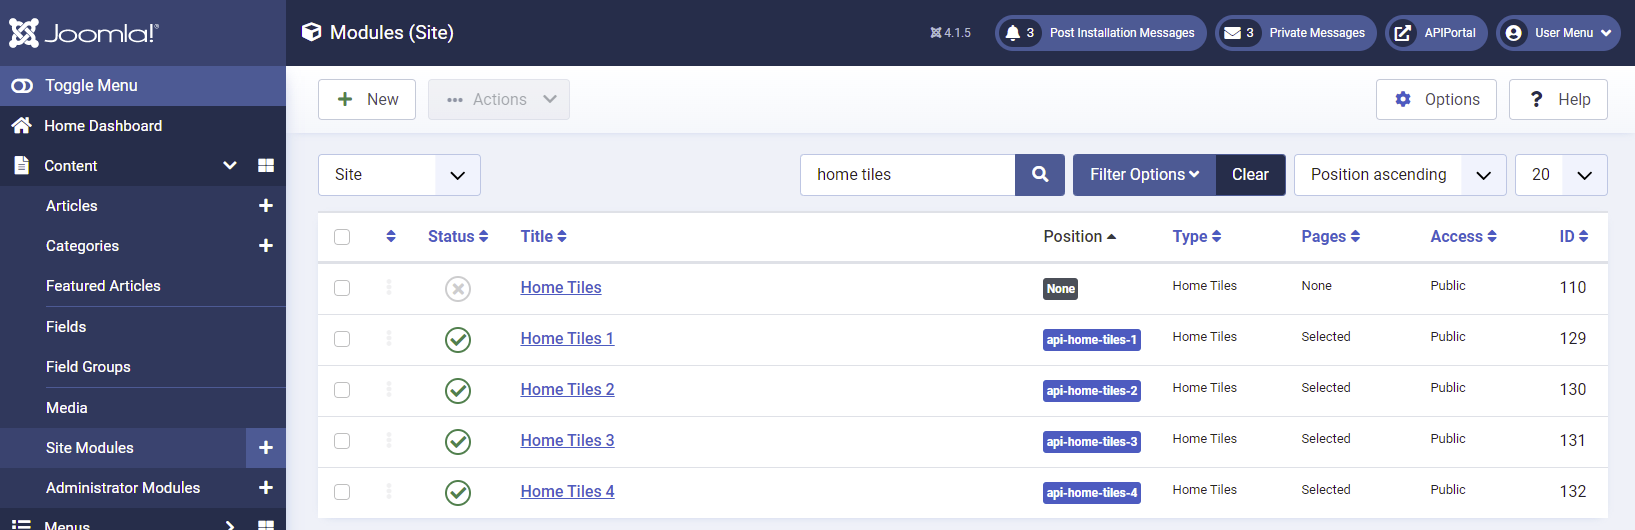 Joomla!®
Modules (Site)
4.1.5
3 Post Installation Messages
3 Private Messages
APIPortal
User Menu
Toggle Menu
Home Dashboard
Content
Articles
Categories
Featured Articles
Fields
Field Groups
Media
Site Modules
Administrator Modules
Menus
New
Actions
Options
Help
Site
home tiles
Filter Options
Clear
Position ascending
20
Status Title Position Type Pages Access ID
Home Tiles None Home Tiles None Public 110
Home Tiles 1 api-home-tiles-1 Home Tiles Selected Public 129
Home Tiles 2 api-home-tiles-2 Home Tiles Selected Public 130
Home Tiles 3 api-home-tiles-3 Home Tiles Selected Public 131
Home Tiles 4 api-home-tiles-4 Home Tiles Selected Public 132